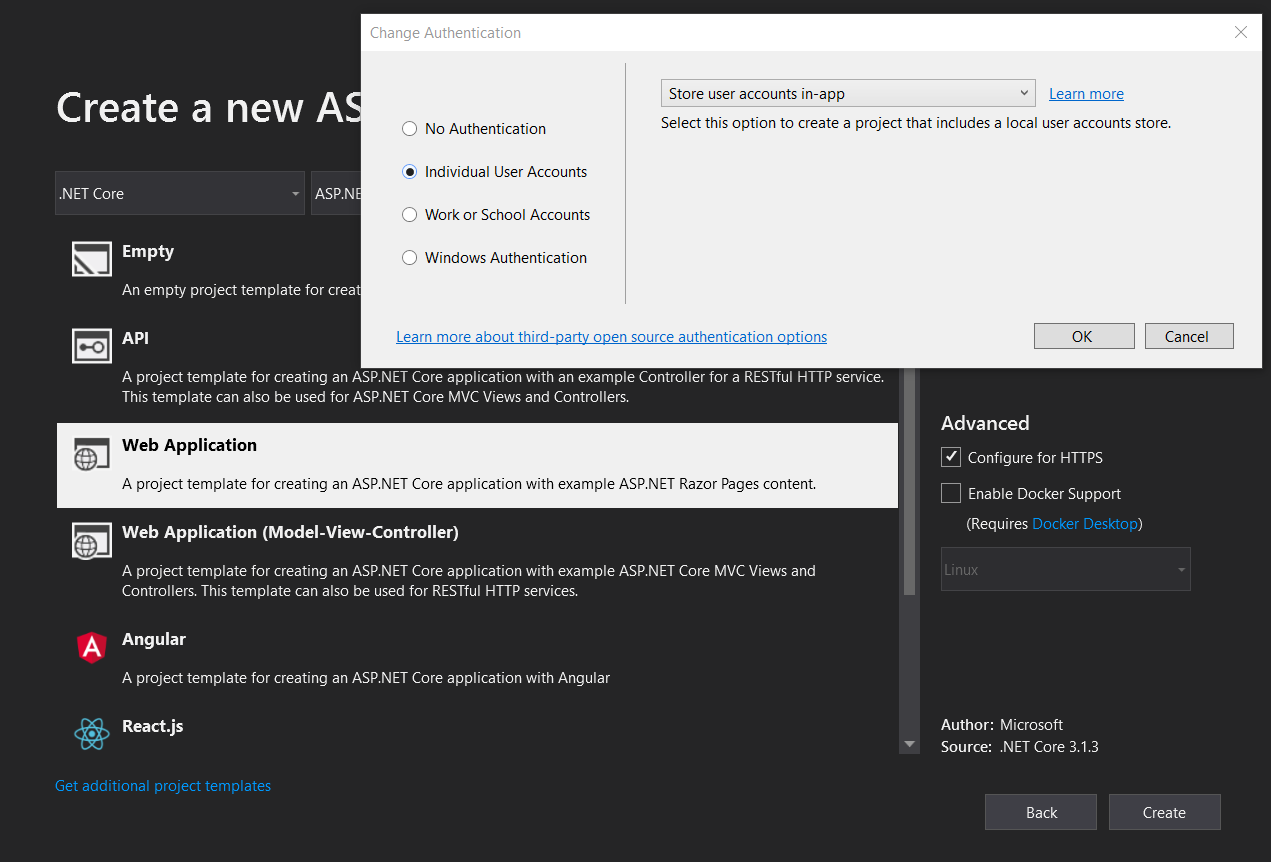 Change Authentication
Create a new AS
No Authentication
Individual User Accounts
Work or School Accounts
Windows Authentication
Store user accounts in-app
Learn more
Select this option to create a project that includes a local user accounts store.
Learn more about third-party open source authentication options
OK
Cancel
.NET Core
ASP.NE
Empty
An empty project template for creat
API
A project template for creating an ASP.NET Core application with an example Controller for a RESTful HTTP service.
This template can also be used for ASP.NET Core MVC Views and Controllers.
Web Application
A project template for creating an ASP.NET Core application with example ASP.NET Razor Pages content.
Web Application (Model-View-Controller)
A project template for creating an ASP.NET Core application with example ASP.NET Core MVC Views and
Controllers. This template can also be used for RESTful HTTP services.
Angular
A project template for creating an ASP.NET Core application with Angular
React.js
Get additional project templates
Advanced
Configure for HTTPS
Enable Docker Support
(Requires Docker Desktop)
Linux
Author: Microsoft
Source: .NET Core 3.1.3
Back
Create